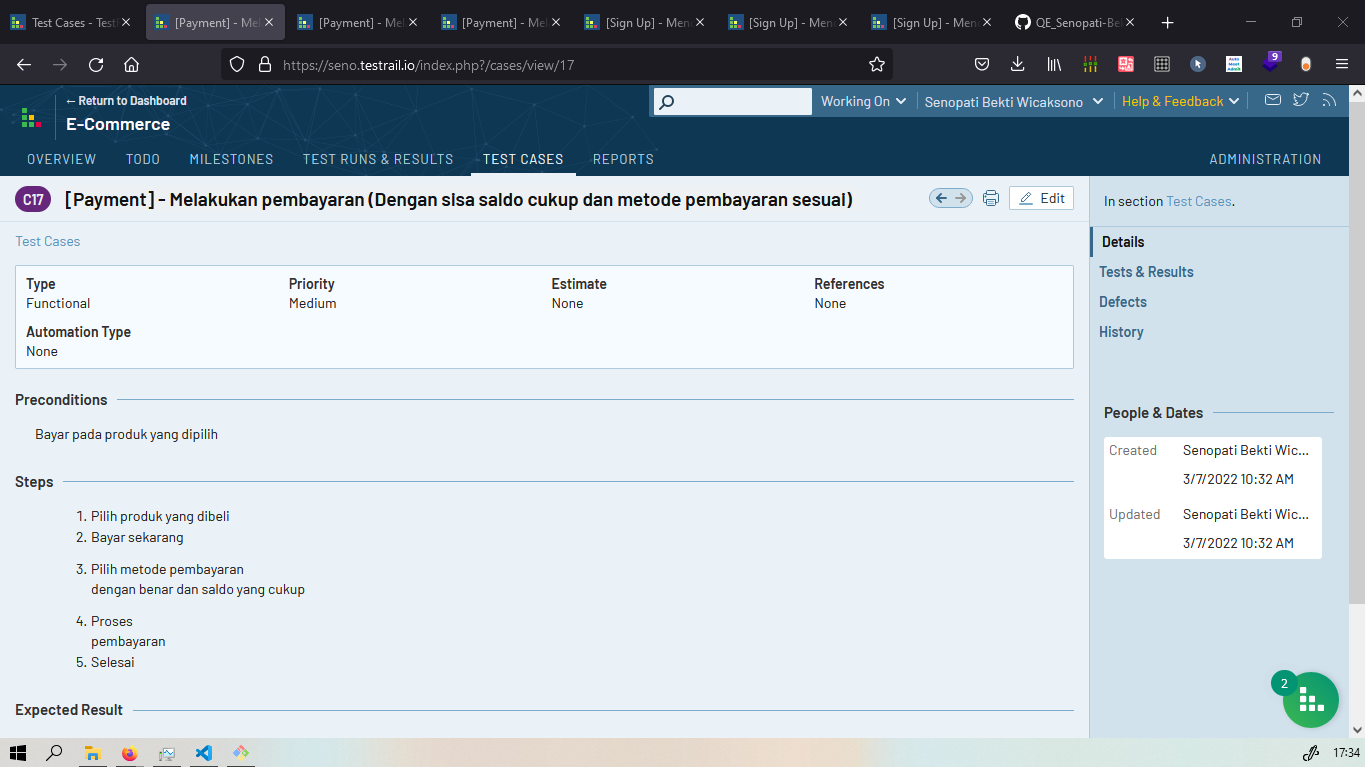 Test Cases - Test
[Payment] - Mel
[Payment] - Mel
[Payment] - Mel
[Sign Up] - Men
[Sign Up] - Men
[Sign Up] - Men
QE_Senopati-Be
https://seno.testrail.io/index.php?/cases/view/17
9
← Return to Dashboard
E-Commerce
Working On
Senopati Bekti Wicaksono
Help & Feedback
OVERVIEW
TODO
MILESTONES
TEST RUNS & RESULTS
TEST CASES
REPORTS
ADMINISTRATION
C17
[Payment] - Melakukan pembayaran (Dengan sisa saldo cukup dan metode pembayaran sesual)
Edit
In section Test Cases.
Test Cases
Details
Tests & Results
Defects
History
Type
Functional
Priority
Medium
Estimate
None
References
None
Automation Type
None
Preconditions
Bayar pada produk yang dipilih
Steps
1. Pilih produk yang dibeli
2. Bayar sekarang
3. Pilih metode pembayaran
dengan benar dan saldo yang cukup
4. Proses
pembayaran
5. Selesai
Expected Result
People & Dates
Created
Senopati Bekti Wic...
3/7/2022 10:32 AM
Updated
Senopati Bekti Wic...
3/7/2022 10:32 AM
2
17:34